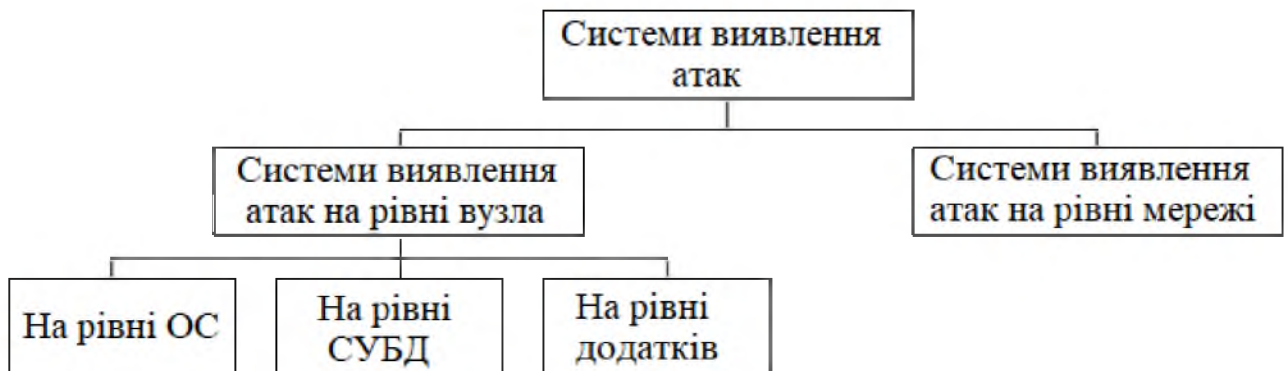 Системи виявлення
атак
Системи виявлення
атак на рівні вузла
Системи виявлення
атак на рівні мережі
На рівні ОС
На рівні
СУБД
На рівні
додатків